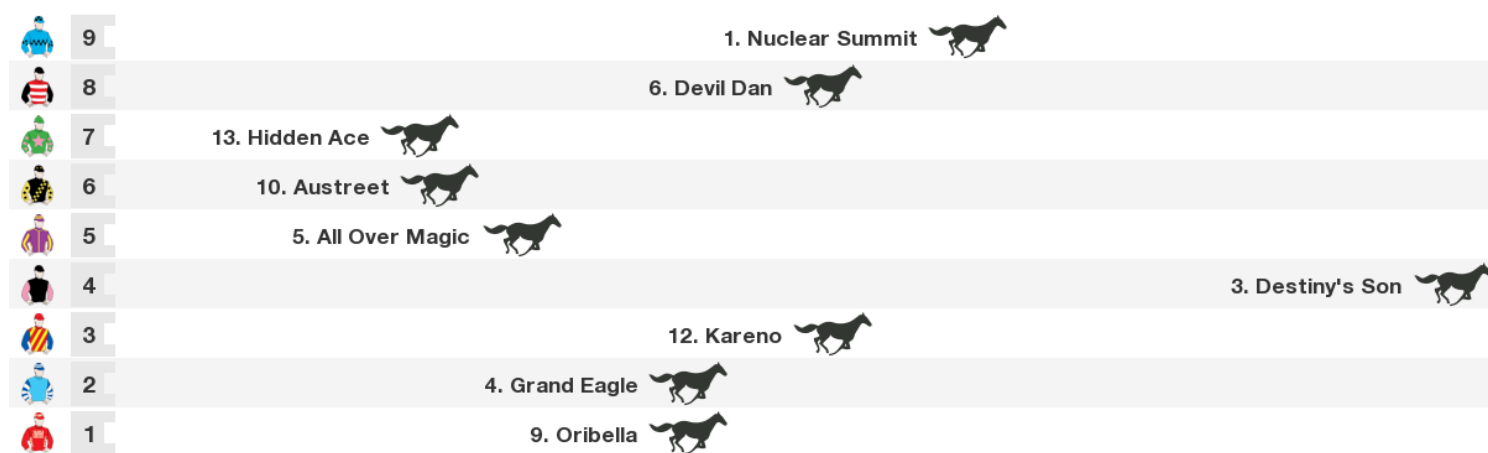 9 1. Nuclear Summit
8 6. Devil Dan
7 13. Hidden Ace
6 10. Austreet
5 5. All Over Magic
4 3. Destiny's Son
3 12. Kareno
2 4. Grand Eagle
1 9. Oribella